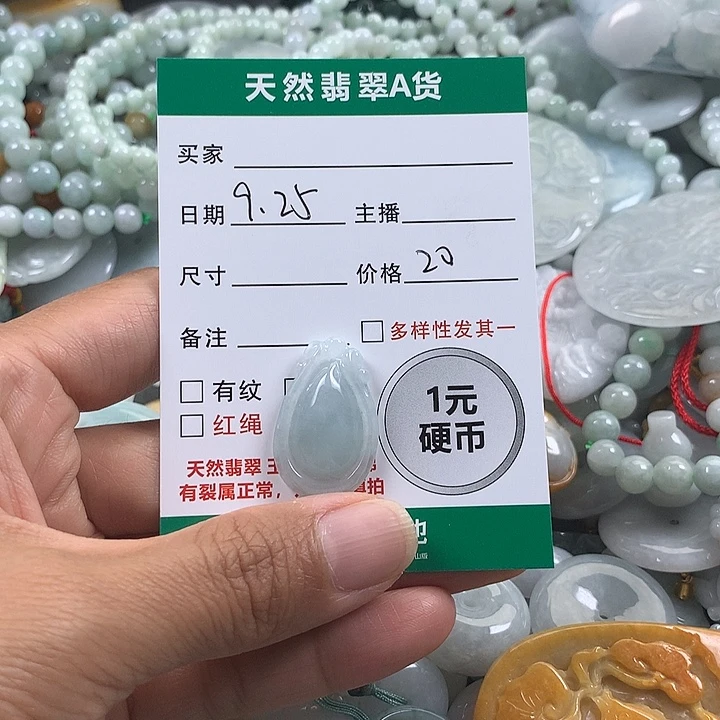 天然翡翠A货
买家
日期 9.25 主播
尺寸 价格 20
备注 多样性发其一
有纹
红绳
1元
硬币
天然翡翠
有裂属正常， 拍